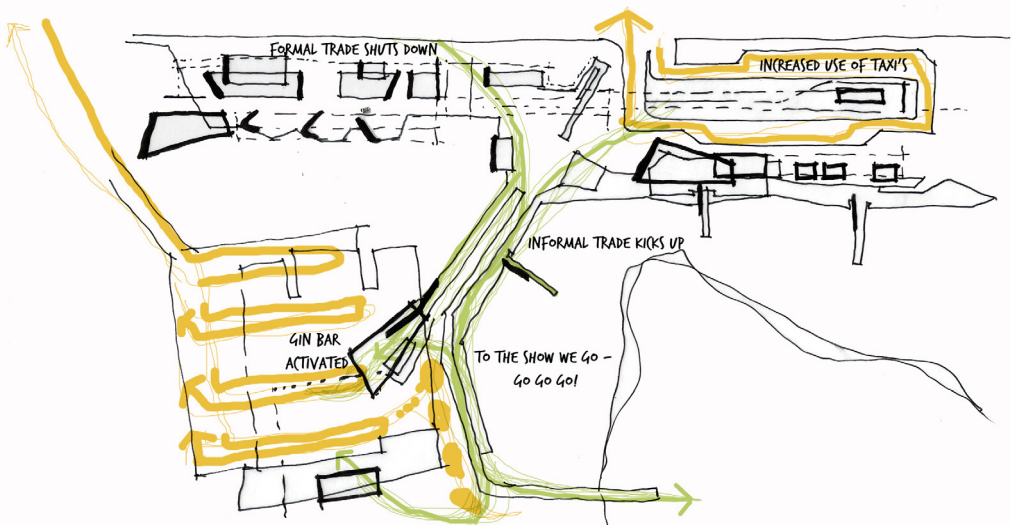 FORMAL TRADE SHUTS DOWN
INCREASED USE OF TAXI'S
INFORMAL TRADE KICKS UP
GIN BAR
ACTIVATED
TO THE SHOW WE GO –
GO GO GO!